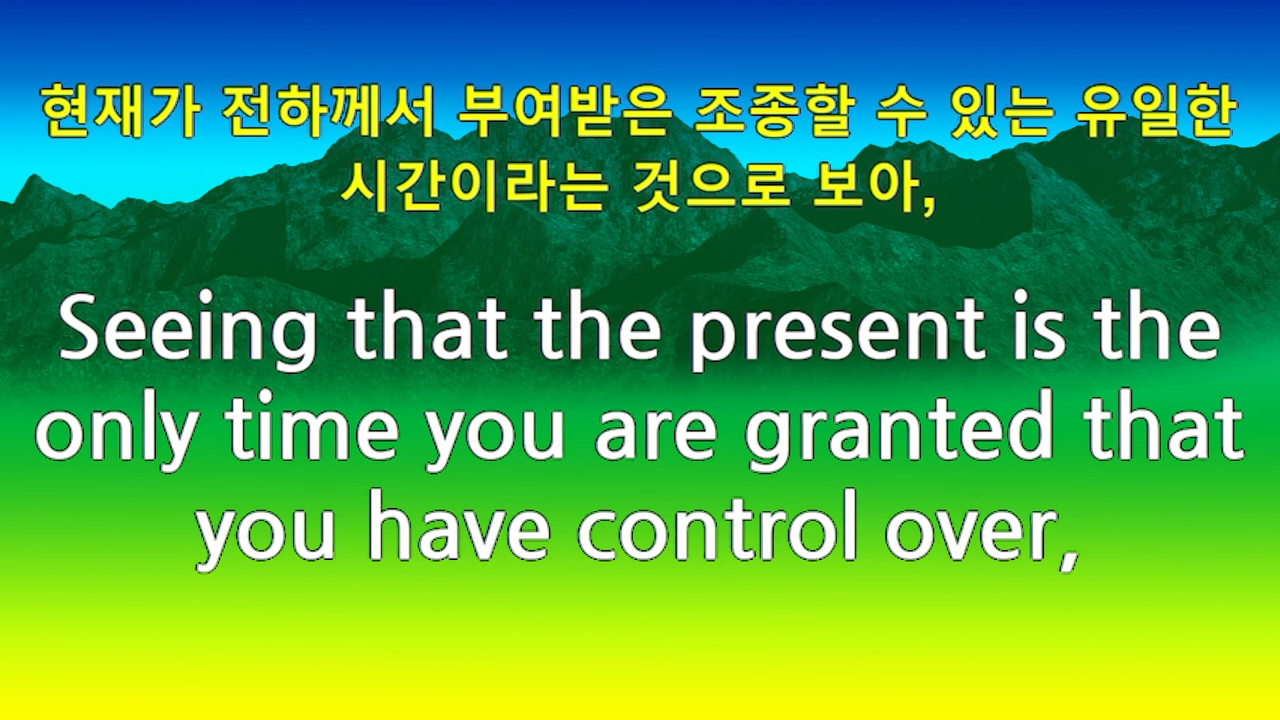 현재가 전하께서 부여받은 조종할 수 있는 유일한
시간이라는 것으로 보아,
Seeing that the present is the
only time you are granted that
you have control over,